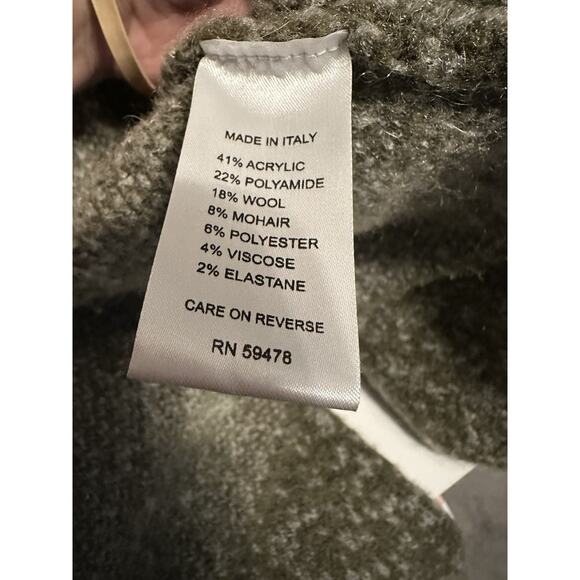 MADE IN ITALY
41% ACRYLIC
22% POLYAMIDE
18% WOOL
8% MOHAIR
6% POLYESTER
4% VISCOSE
2% ELASTANE
CARE ON REVERSE
RN 59478